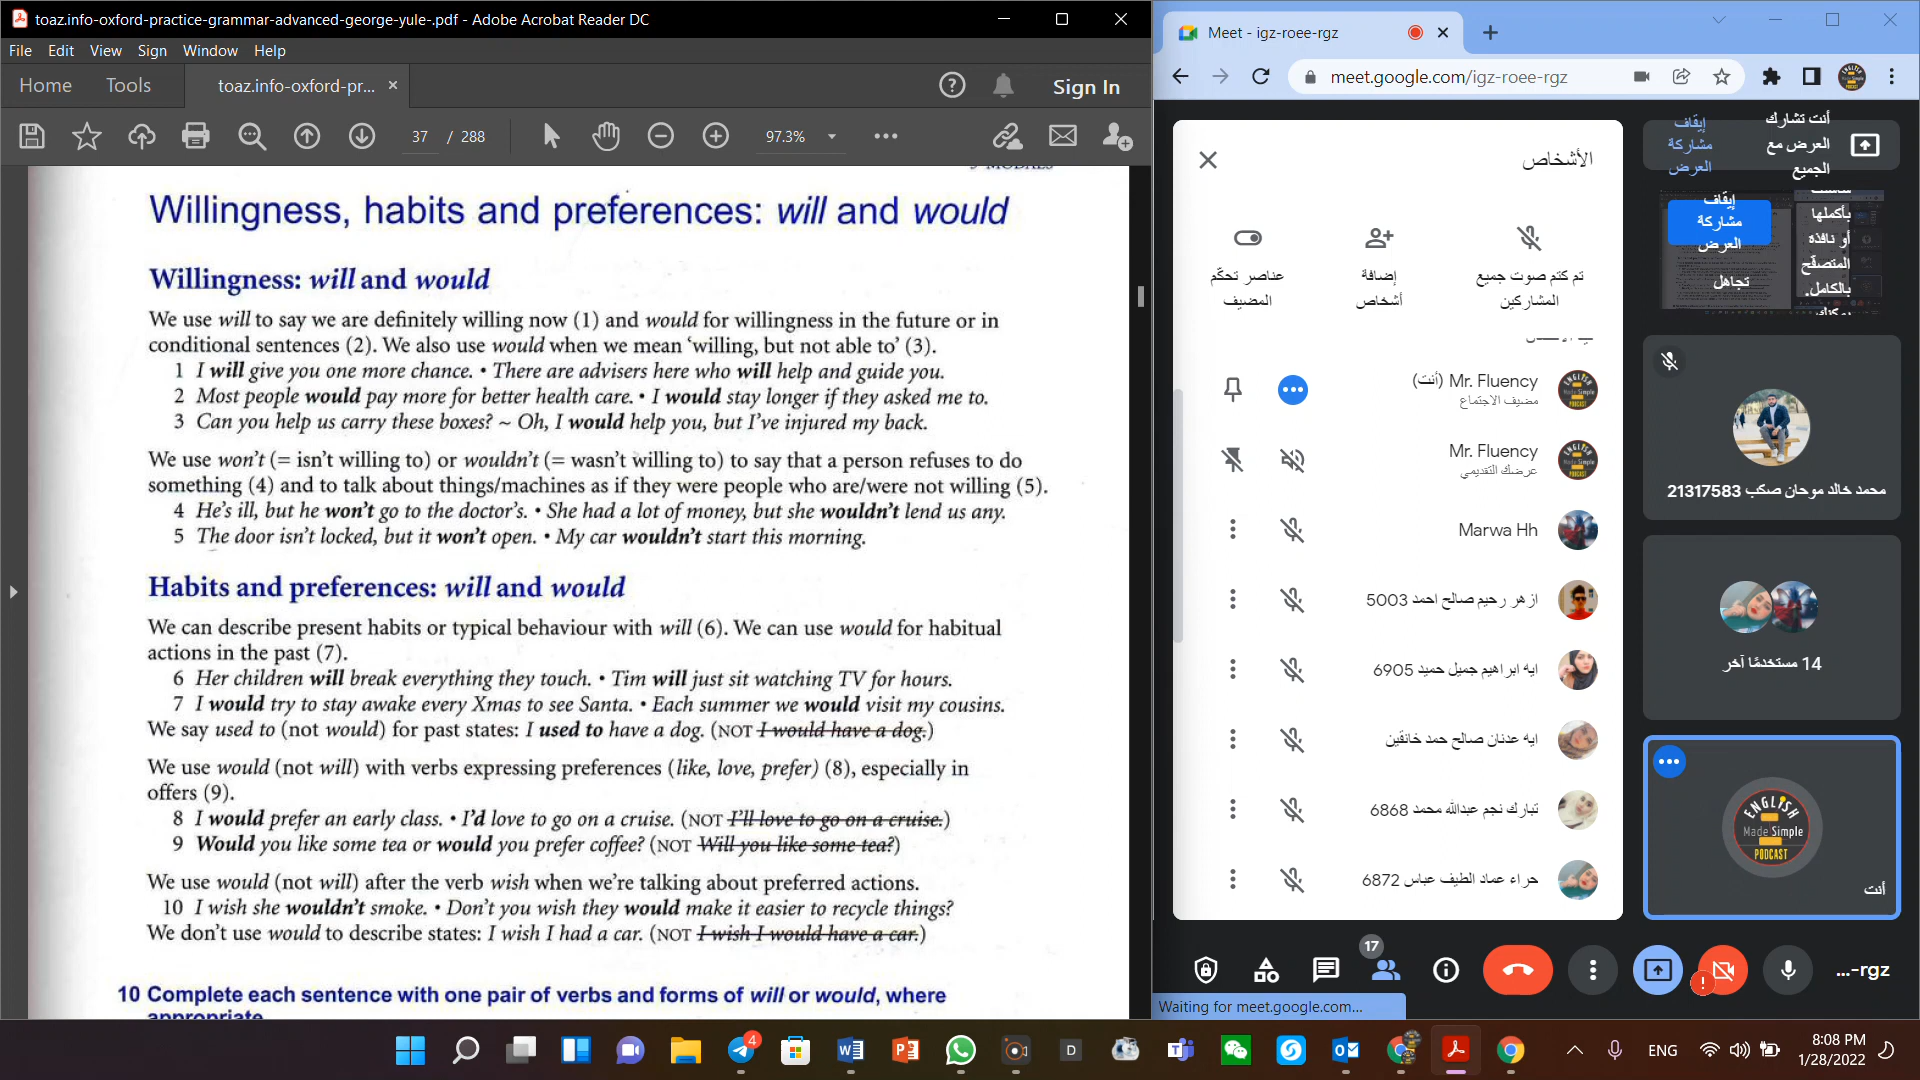 toaz.info-oxford-practice-grammar-advanced-george-yule-.pdf - Adobe Acrobat Reader DC
File Edit View Sign Window Help
Home Tools toaz.info-oxford-pr... Sign In
37 / 288 97.3%
Willingness, habits and preferences: will and would
Willingness: will and would
We use will to say we are definitely willing now (1) and would for willingness in the future or in
conditional sentences (2). We also use would when we mean ‘willing, but not able to’ (3).
1 I will give you one more chance. • There are advisers here who will help and guide you.
2 Most people would pay more for better health care. • I would stay longer if they asked me to.
3 Can you help us carry these boxes? ~ Oh, I would help you, but I’ve injured my back.
We use won’t (= isn’t willing to) or wouldn’t (= wasn’t willing to) to say that a person refuses to do
something (4) and to talk about things/machines as if they were people who are/were not willing (5).
4 He’s ill, but he won’t go to the doctor’s. • She had a lot of money, but she wouldn’t lend us any.
5 The door isn’t locked, but it won’t open. • My car wouldn’t start this morning.
Habits and preferences: will and would
We can describe present habits or typical behaviour with will (6). We can use would for habitual
actions in the past (7).
6 Her children will break everything they touch. • Tim will just sit watching TV for hours.
7 I would try to stay awake every Xmas to see Santa. • Each summer we would visit my cousins.
We say used to (not would) for past states: I used to have a dog. (NOT I would have a dog.)
We use would (not will) with verbs expressing preferences (like, love, prefer) (8), especially in
offers (9).
8 I would prefer an early class. • I’d love to go on a cruise. (NOT I’ll love to go on a cruise.)
9 Would you like some tea or would you prefer coffee? (NOT Will you like some tea?)
We use would (not will) after the verb wish when we’re talking about preferred actions.
10 I wish she wouldn’t smoke. • Don’t you wish they would make it easier to recycle things?
We don’t use would to describe states: I wish I had a car. (NOT I wish I would have a car.)
10 Complete each sentence with one pair of verbs and forms of will or would, where
appropriate
Meet - igz-roee-rgz
meet.google.com/igz-roee-rgz
الأشخاص
تم كتم صوت جميع
المشاركين
إضافة
أشخاص
عناصر تحكّم
المضيف
Mr. Fluency (أنت)
مضيف الاجتماع
Mr. Fluency
عرضك التقديمي
Marwa Hh
ازهر رحيم صالح احمد 5003
ايه ابراهيم جميل حميد 6905
ايه عدنان صالح حمد خانقين
تبارك نجم عبدالله محمد 6868
حراء عماد الطيف عباس 6872
أنت تشارك
العرض مع
الجميع
إيقاف
مشاركة
العرض
بأكملها
أو نافذة
المتصفّح
بالكامل.
يمكنك
إيقاف
مشاركة
العرض
تجاهل
محمد خالد موحان صكب 21317583
14 مستخدمًا آخر
ENGLISH
Made Simple
PODCAST
أنت
17
...-rgz
Waiting for meet.google.com...
4
ENG
8:08 PM
1/28/2022